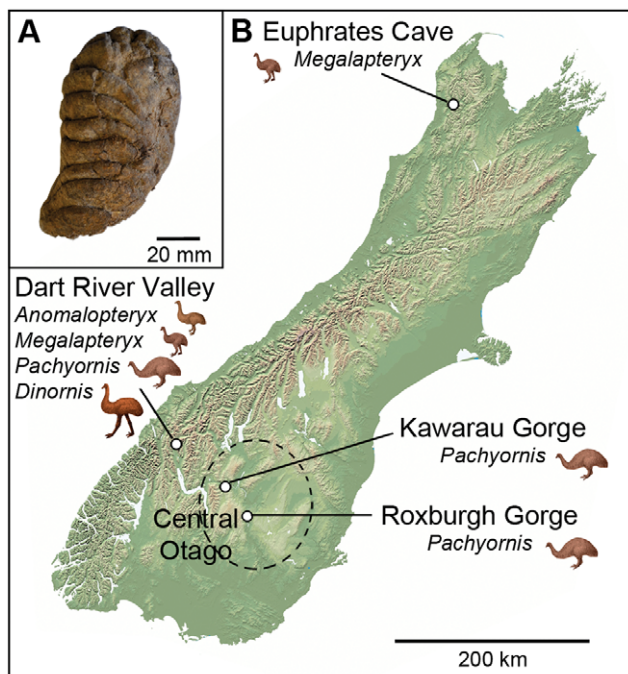 A
20 mm
B
Euphrates Cave
Megalapteryx
Dart River Valley
Anomalopteryx
Megalapteryx
Pachyornis
Dinornis
Kawarau Gorge
Pachyornis
Central
Otago
Roxburgh Gorge
Pachyornis
200 km